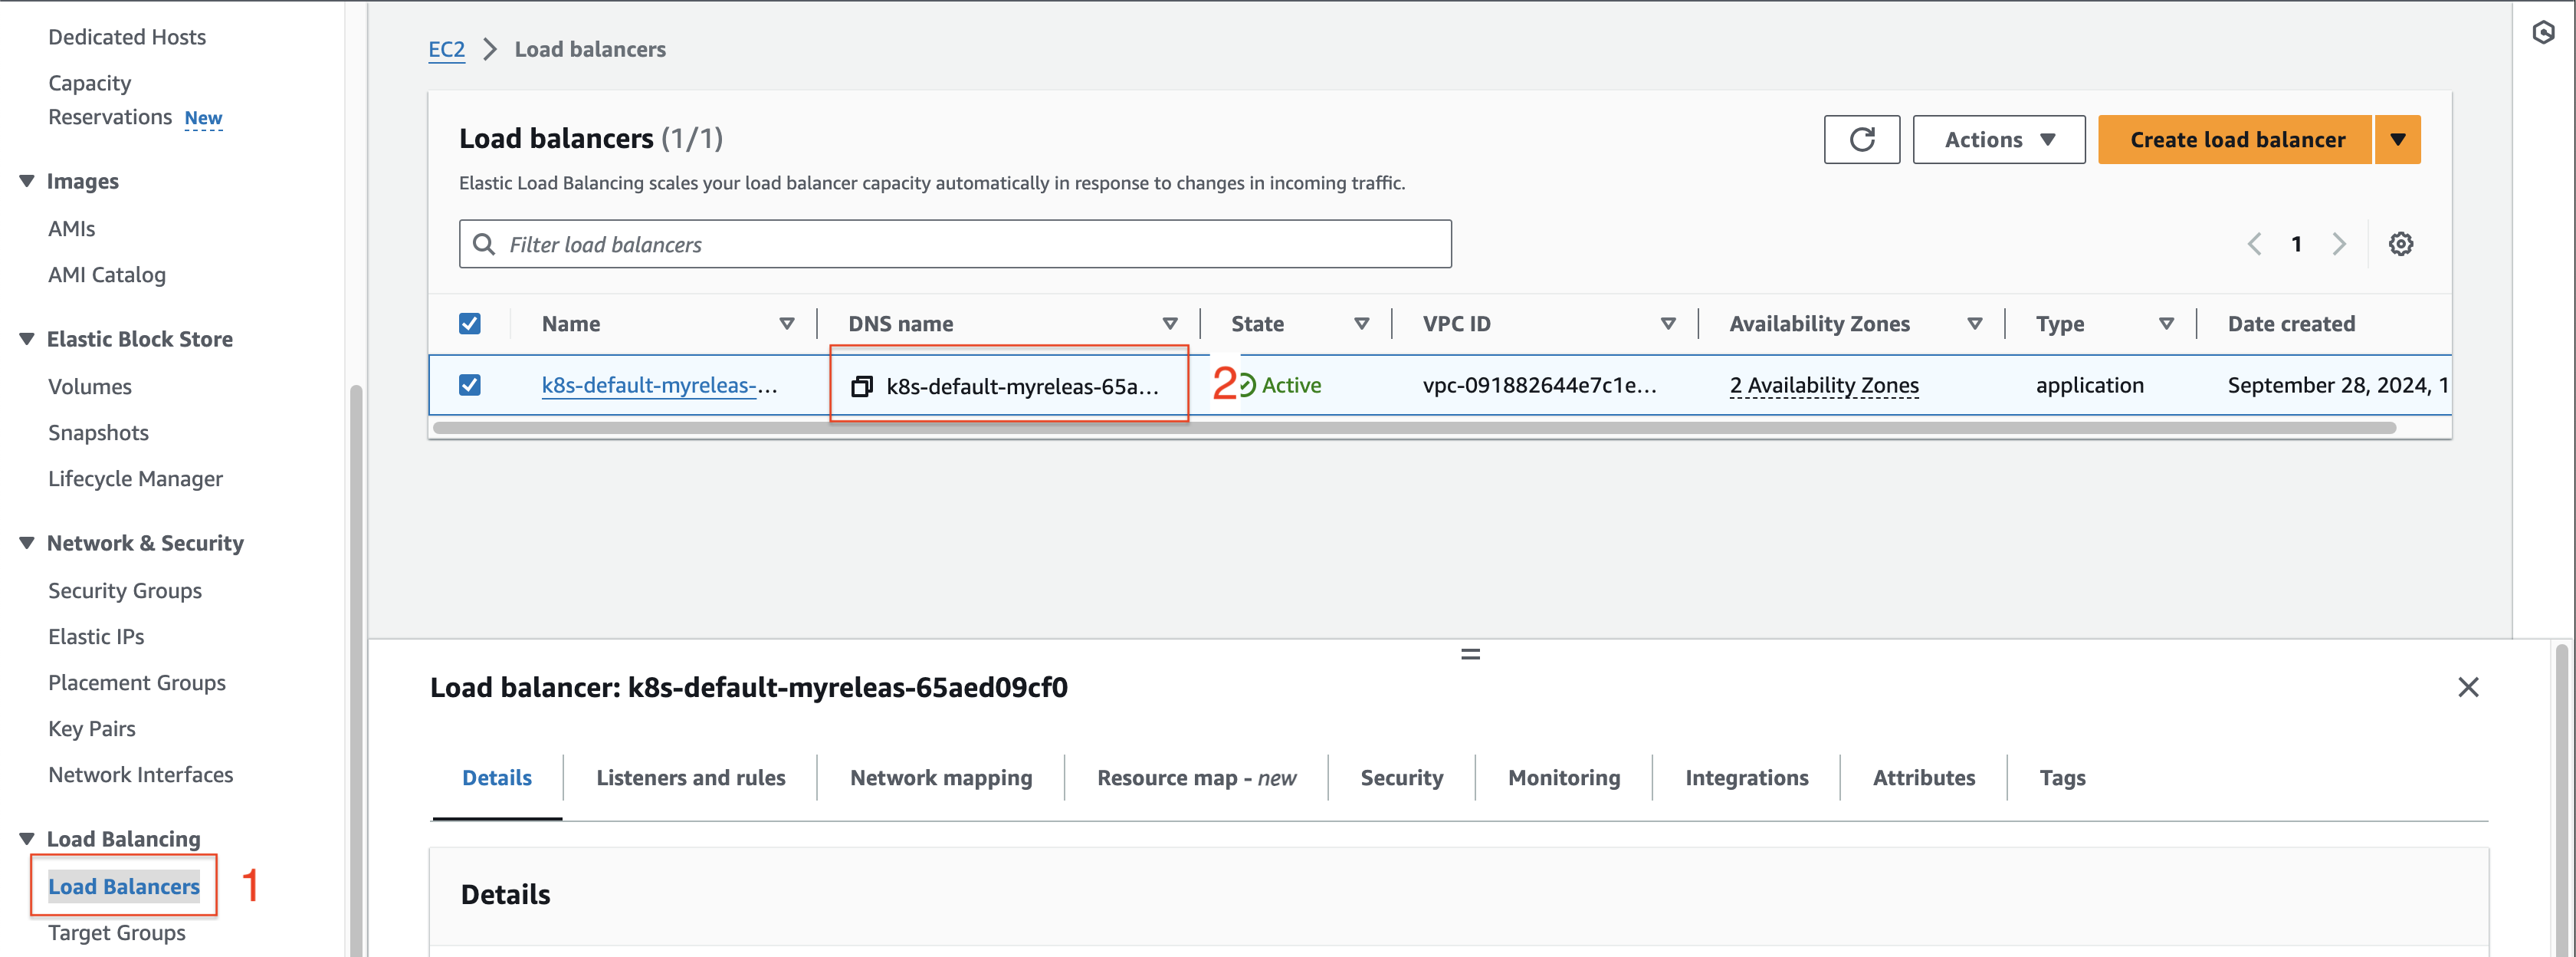 Dedicated Hosts
Capacity
Reservations New
Images
AMIs
AMI Catalog
Elastic Block Store
Volumes
Snapshots
Lifecycle Manager
Network & Security
Security Groups
Elastic IPs
Placement Groups
Key Pairs
Network Interfaces
Load Balancing
Load Balancers 1
Target Groups
EC2 > Load balancers
Load balancers (1/1)
Actions
Create load balancer
Elastic Load Balancing scales your load balancer capacity automatically in response to changes in incoming traffic.
Filter load balancers
1
Name DNS name State VPC ID Availability Zones Type Date created
k8s-default-myreleas-... k8s-default-myreleas-65a... 2 Active vpc-091882644e7c1e... 2 Availability Zones application September 28, 2024, 1
Load balancer: k8s-default-myreleas-65aed09cf0
Details Listeners and rules Network mapping Resource map - new Security Monitoring Integrations Attributes Tags
Details